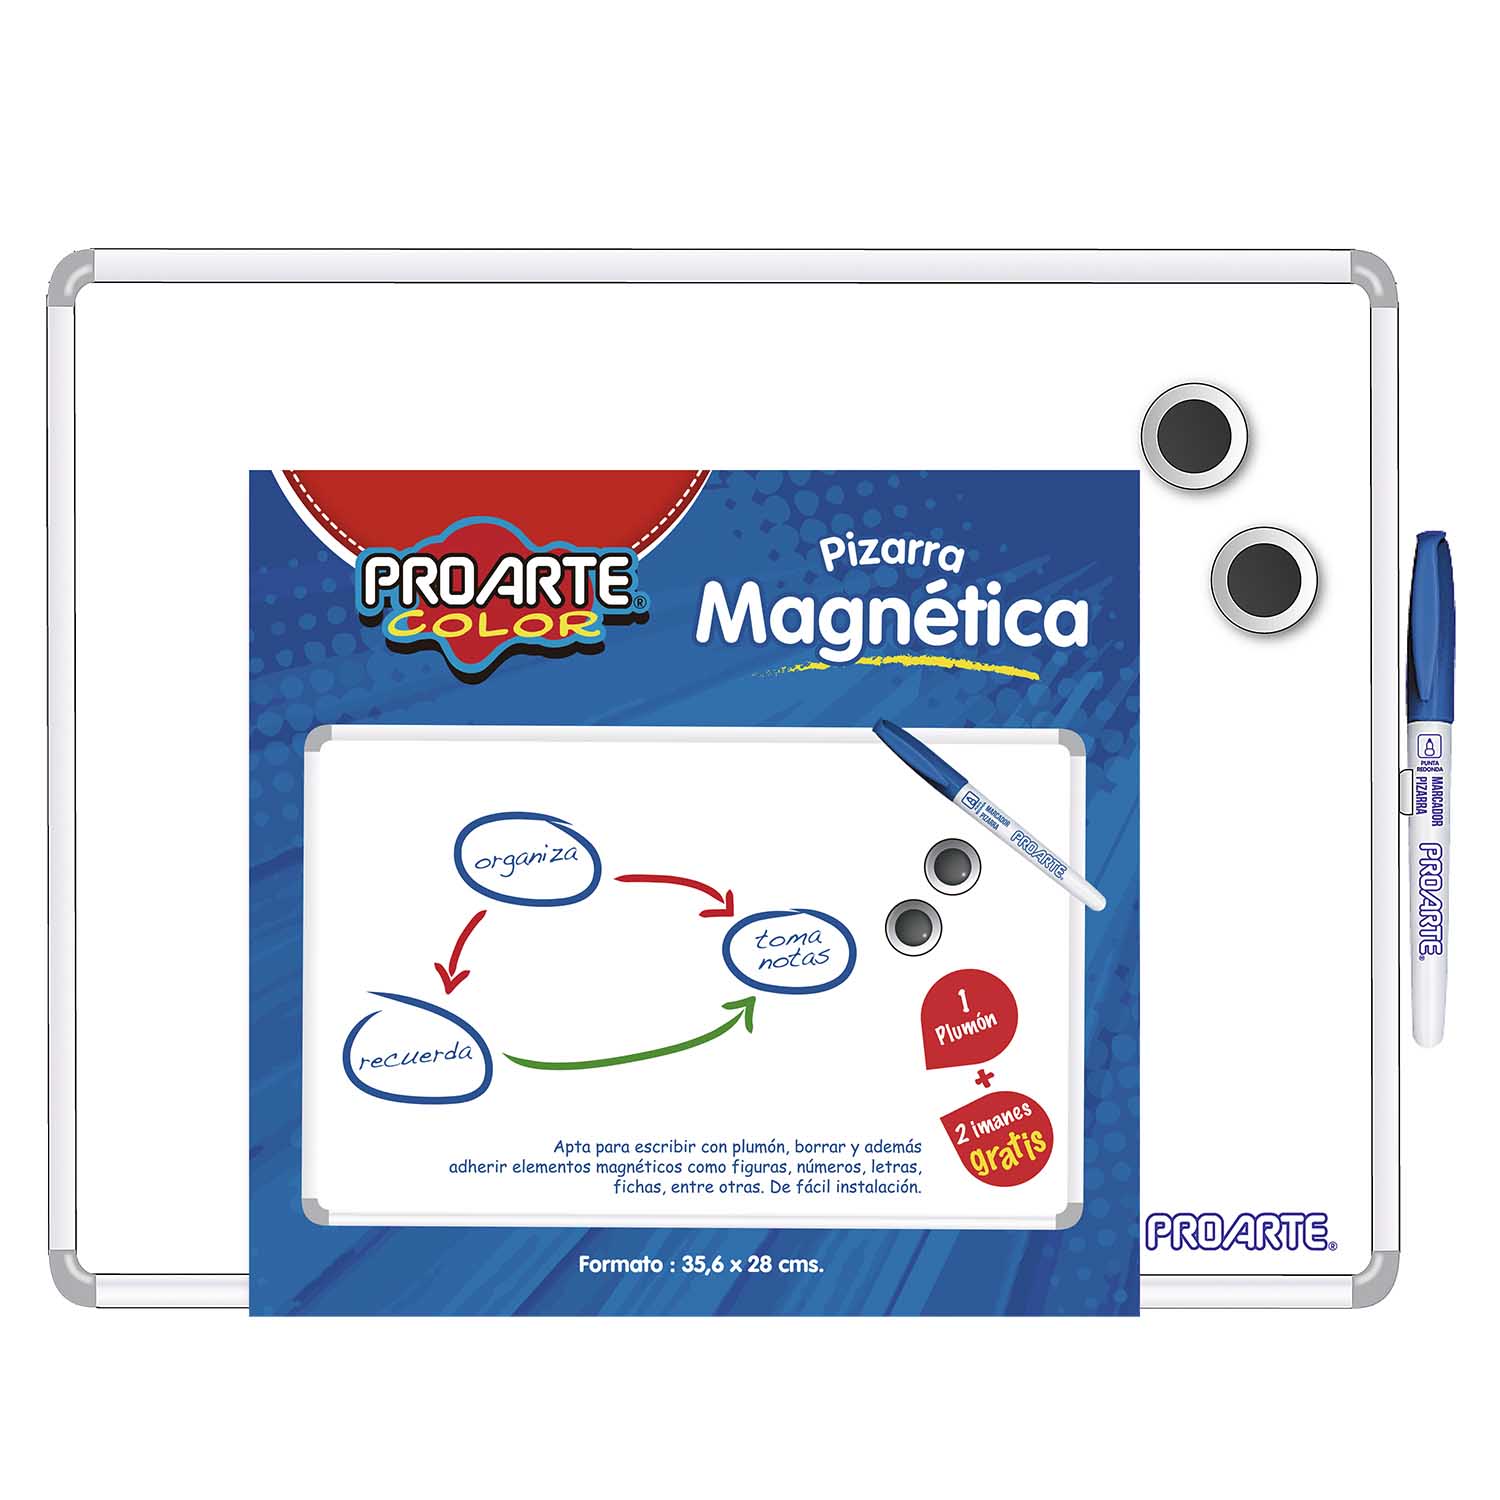 PROARTE®
COLOR
Pizarra
Magnética
organiza
toma
notas
recuerda
MARCADOR
PIZARRA
PROARTE®
1
Plumón
+
2 imanes
gratis
Apta para escribir con plumón, borrar y además
adherir elementos magnéticos como figuras, números, letras,
fichas, entre otras. De fácil instalación.
Formato : 35,6 x 28 cms.
PUNTA
REDONDA
MARCADOR
PIZARRA
PROARTE®
PROARTE®